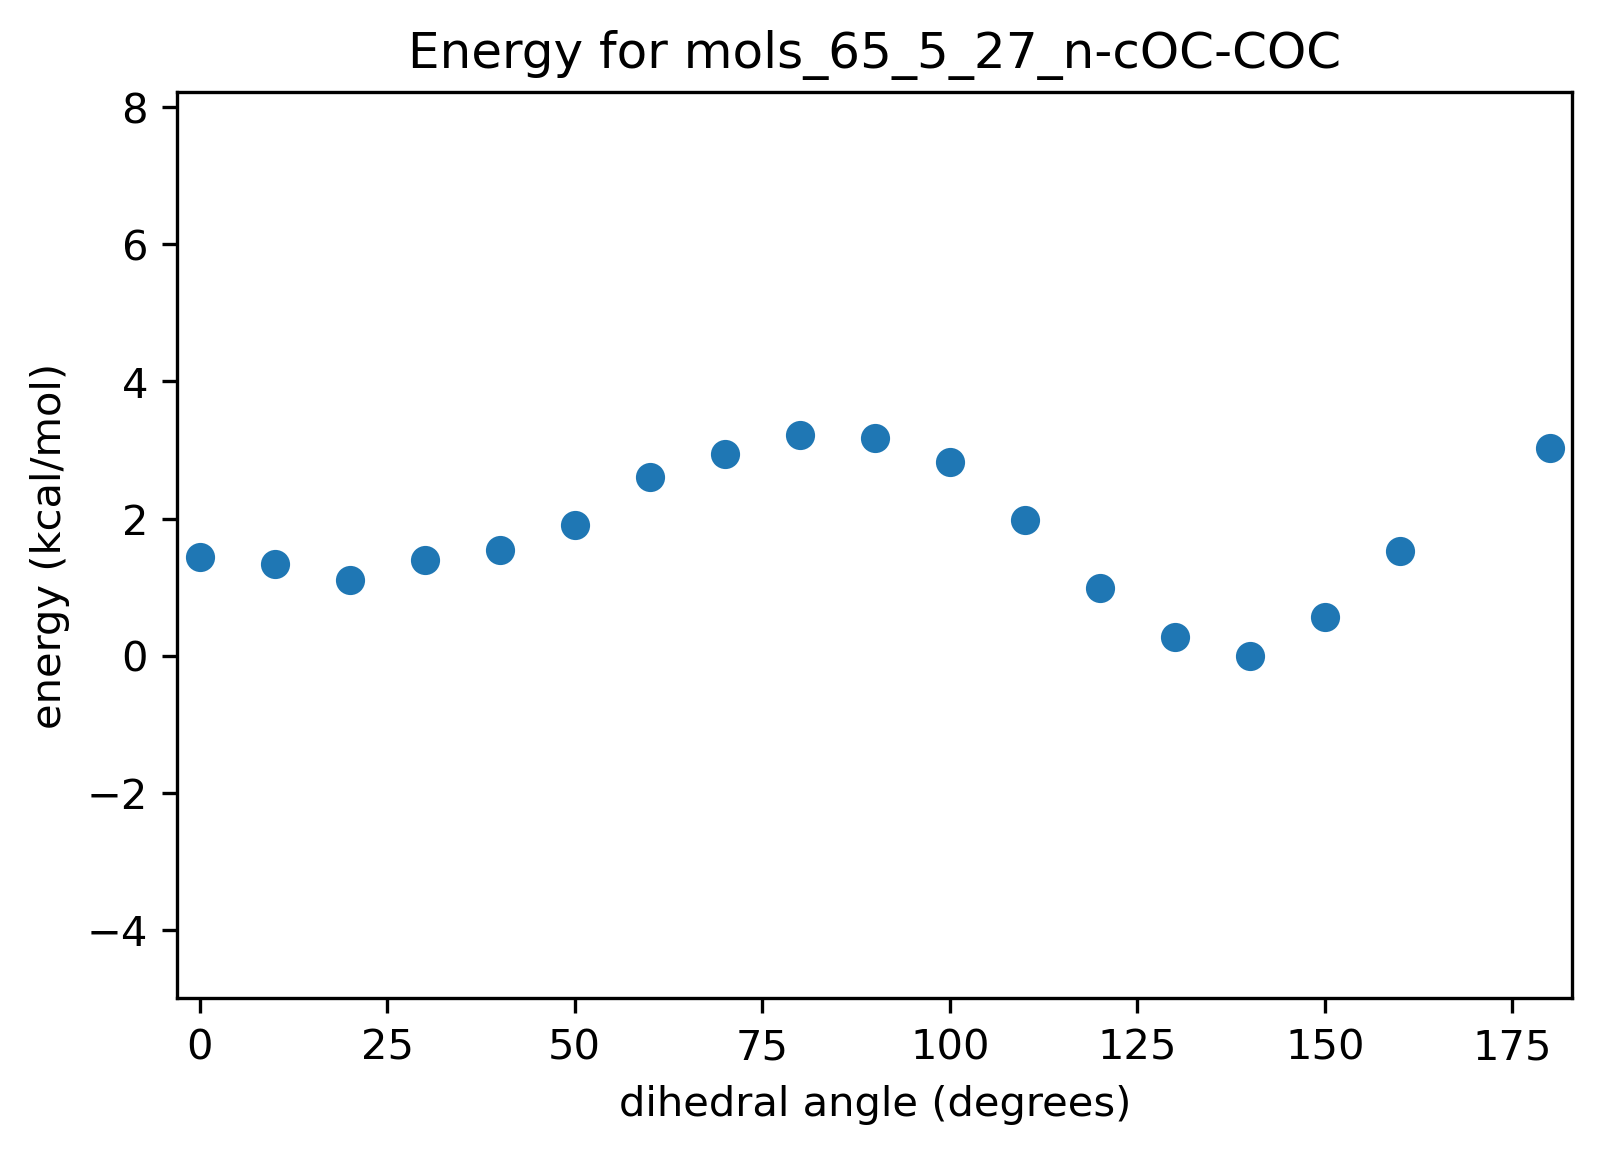 Energy for mols_65_5_27_n-cOC-COC
8
6
4
2
0
−2
−4
energy (kcal/mol)
0 25 50 75 100 125 150 175
dihedral angle (degrees)